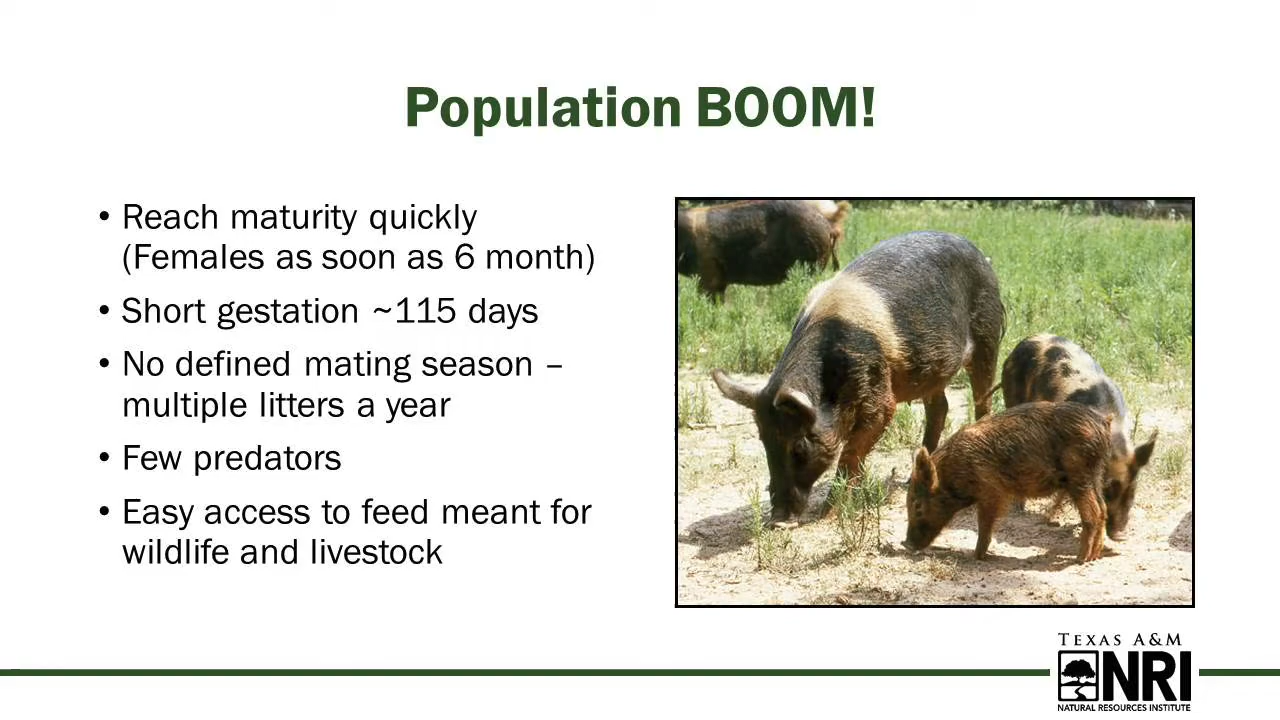 Population BOOM!
• Reach maturity quickly
(Females as soon as 6 month)
• Short gestation ~115 days
• No defined mating season –
multiple litters a year
• Few predators
• Easy access to feed meant for
wildlife and livestock
TEXAS A&M
NRI
NATURAL RESOURCES INSTITUTE